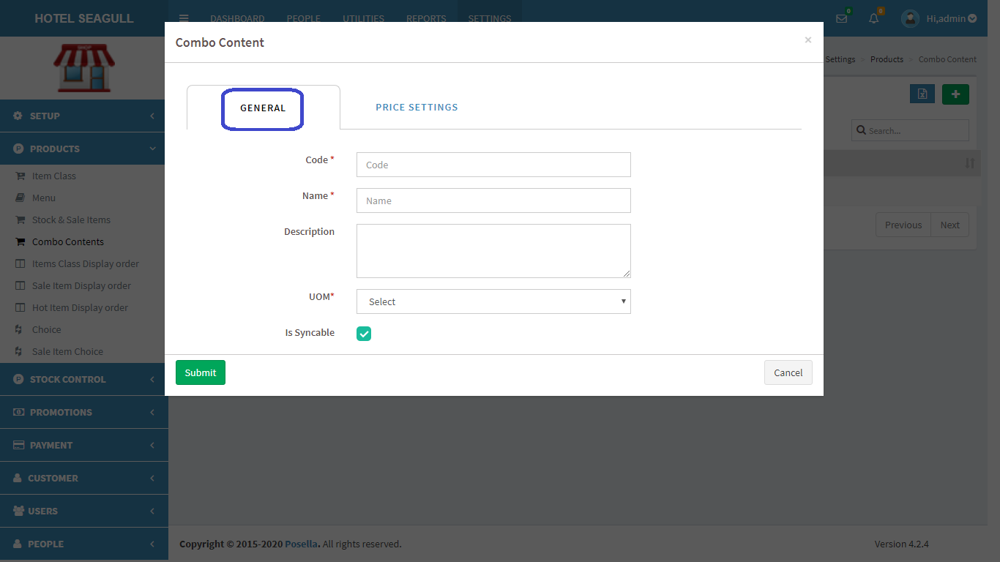 HOTEL SEAGULL
DASHBOARD PEOPLE UTILITIES REPORTS SETTINGS
0 0 Hi,admin
SHOP
Combo Content ×
Settings > Products > Combo Content
GENERAL PRICE SETTINGS
Search...
Code * Code
Name * Name
Description
UOM* Select
Is Syncable
Submit Cancel
Previous Next
SETUP
PRODUCTS
Item Class
Menu
Stock & Sale Items
Combo Contents
Items Class Display order
Sale Item Display order
Hot Item Display order
Choice
Sale Item Choice
STOCK CONTROL
PROMOTIONS
PAYMENT
CUSTOMER
USERS
PEOPLE
Copyright © 2015-2020 Posella. All rights reserved. Version 4.2.4